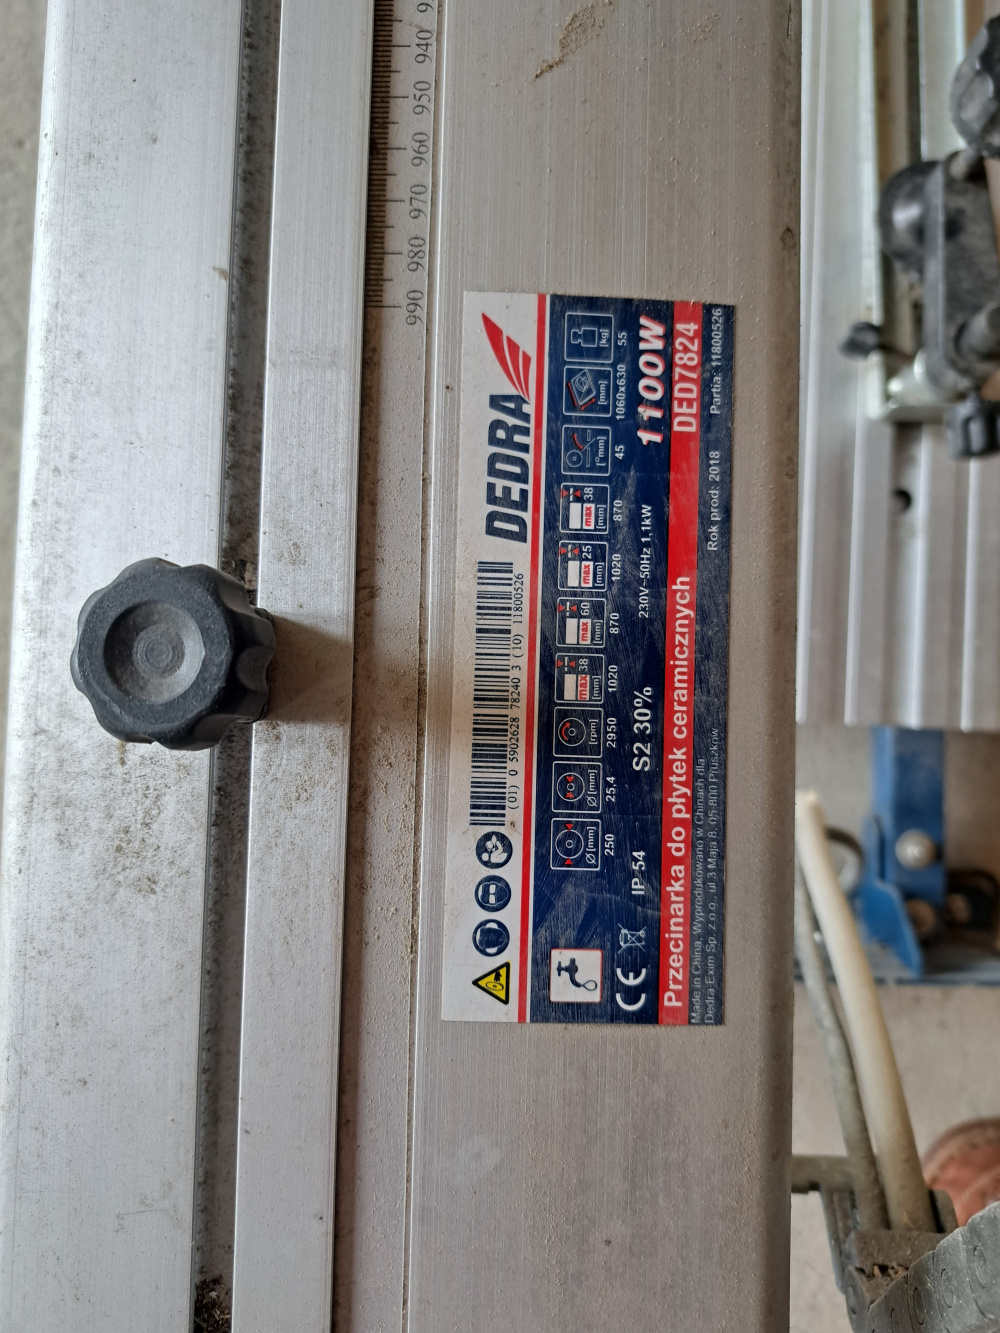 9
940
950
960
970
980
990
(01) 0 5902628 78240 3 (10) 11800526
DEDRA
Ø [mm]
250
Ø [mm]
25,4
[rpm]
2950
max 38
[mm]
1020
max 60
[mm]
870
max 25
[mm]
1020
max 38
[mm]
870
[°mm]
45
[mm]
1060x630
[kg]
55
CE
IP 54
S2 30%
230V~50Hz 1,1kW
1100W
Przecinarka do płytek ceramicznych
DED7824
Made in China, Wyprodukowano w Chinach dla:
Dedra-Exim Sp. z o.o., ul 3 Maja 8, 05-800 Pruszków
Rok prod: 2018
Partia: 11800526